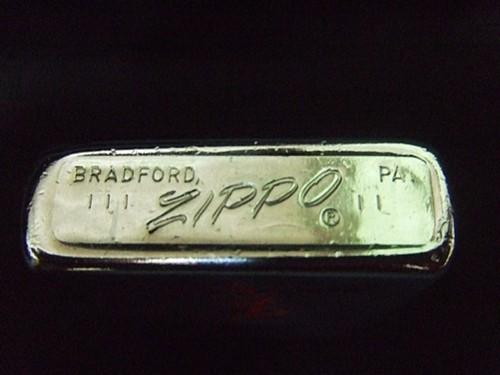 BRADFORD, PA
III ZIPPO ® II